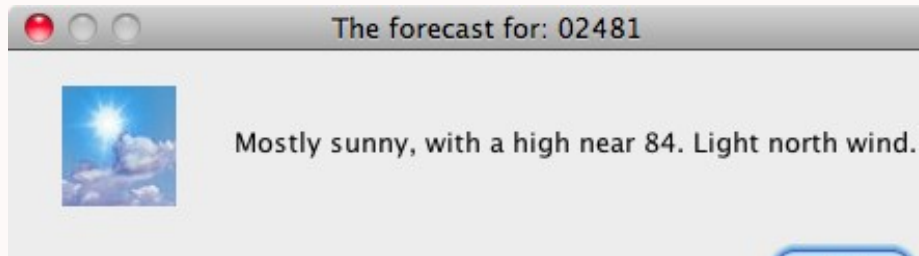 The forecast for: 02481
Mostly sunny, with a high near 84. Light north wind.